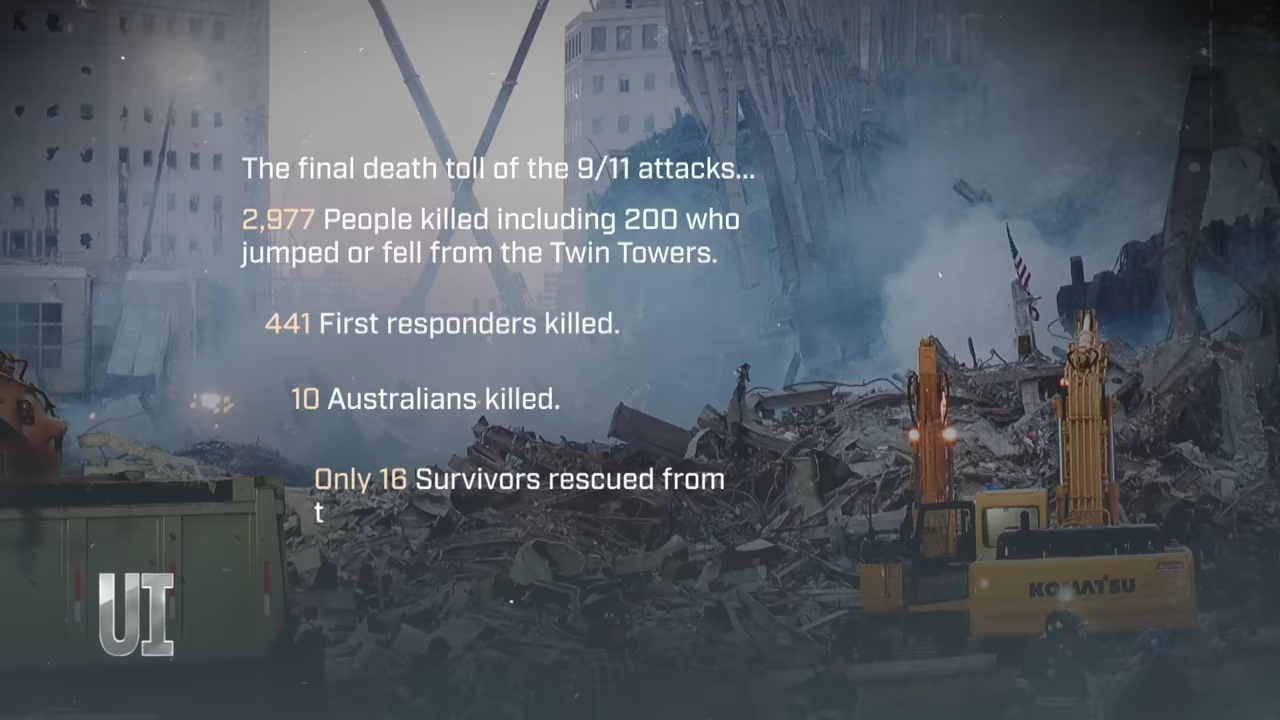 The final death toll of the 9/11 attacks...
2,977 People killed including 200 who
jumped or fell from the Twin Towers.
441 First responders killed.
10 Australians killed.
Only 16 Survivors rescued from
t
KOMATSU
UI